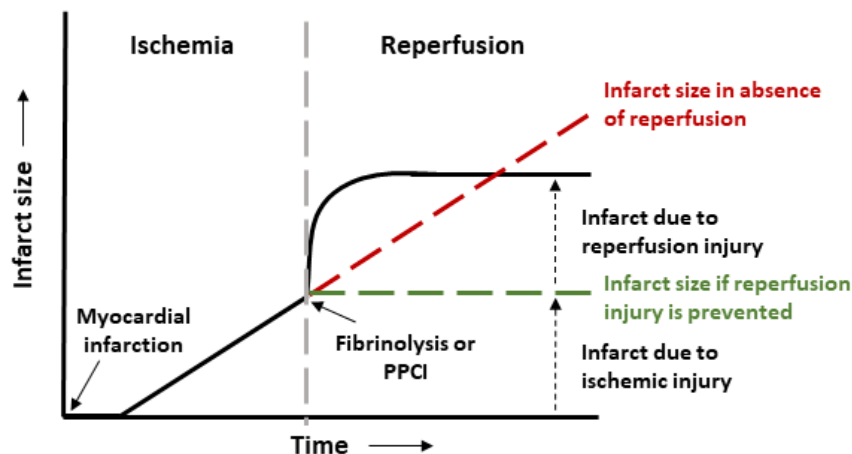 Ischemia
Reperfusion
Infarct size in absence
of reperfusion
Infarct size
Infarct due to
reperfusion injury
Infarct size if reperfusion
injury is prevented
Myocardial
infarction
Fibrinolysis or
PPCI
Infarct due to
ischemic injury
Time